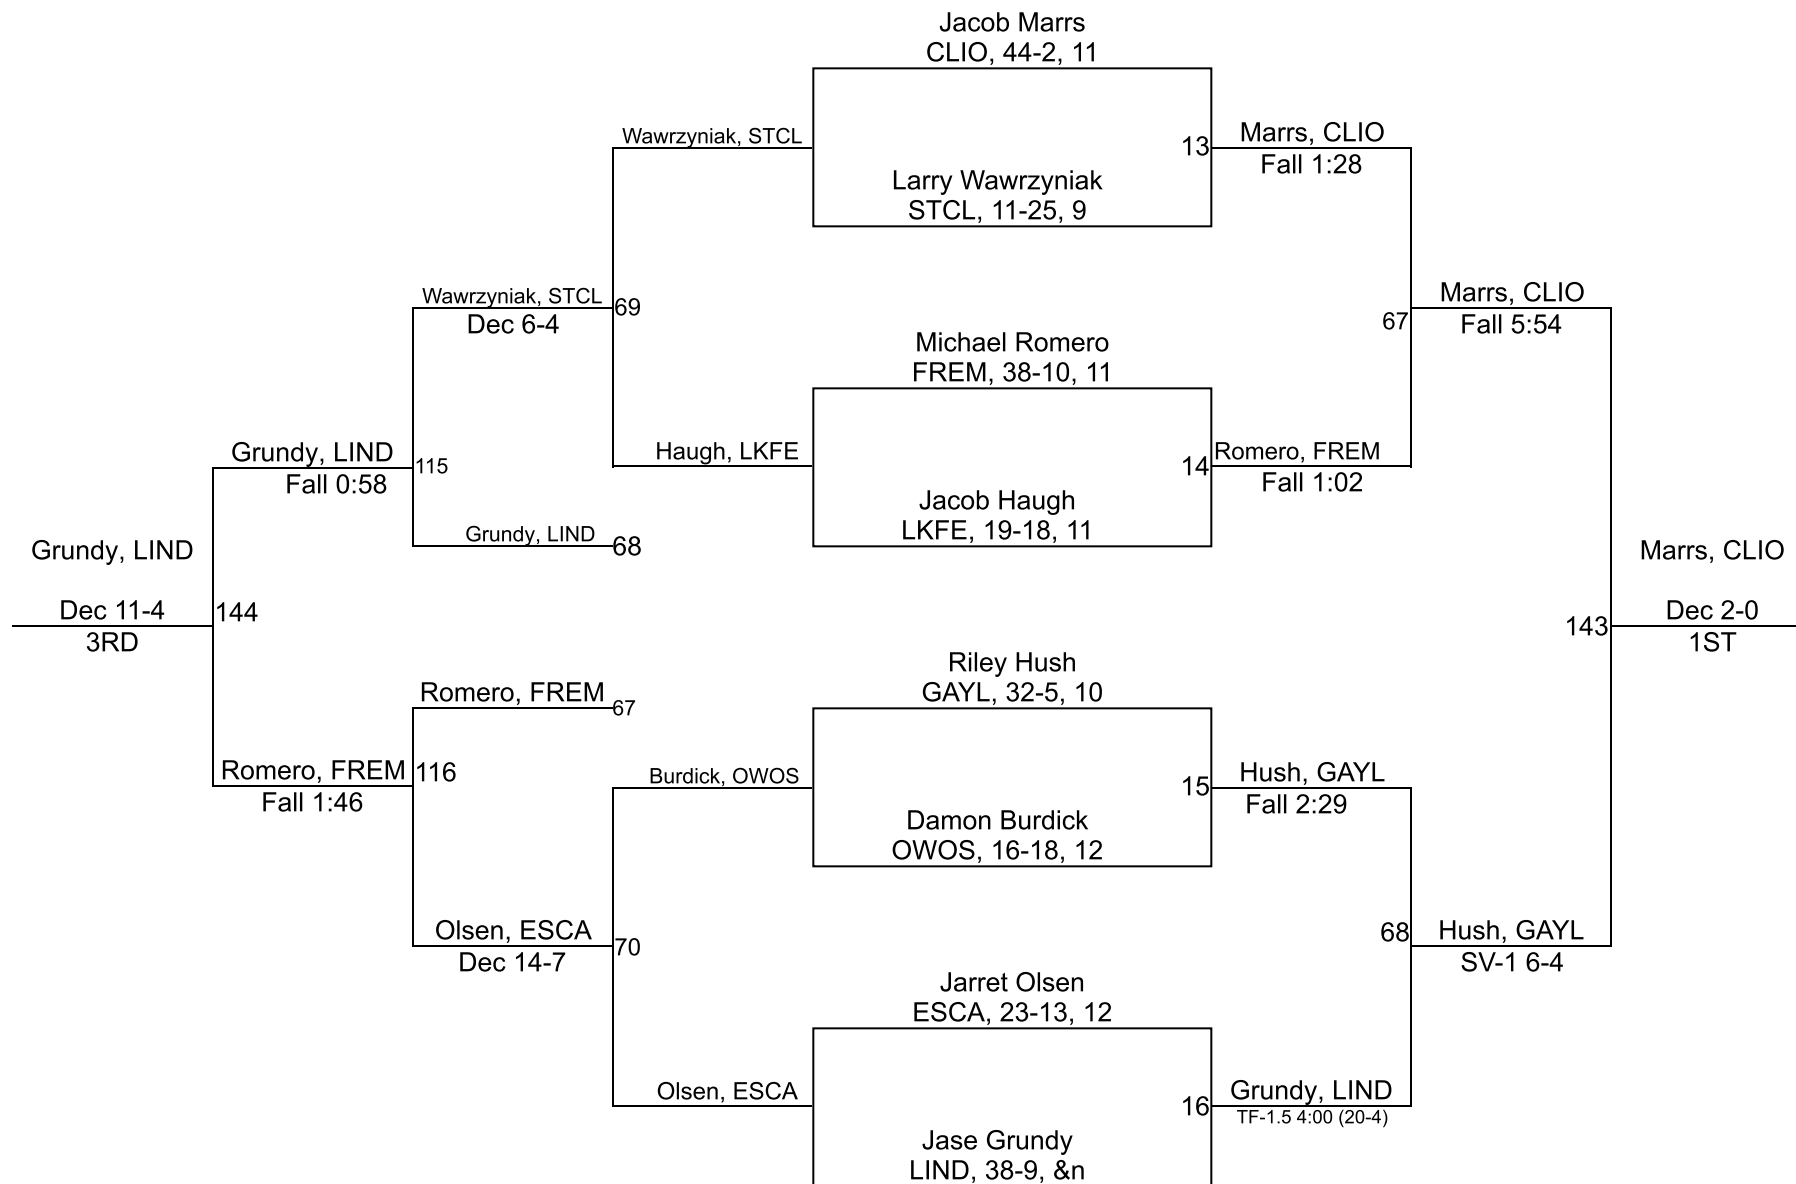 Jacob Marrs
CLIO, 44-2, 11
Wawrzyniak, STCL
13
Marrs, CLIO
Fall 1:28
Larry Wawrzyniak
STCL, 11-25, 9
Wawrzyniak, STCL
Dec 6-4
69
67
Marrs, CLIO
Fall 5:54
Michael Romero
FREM, 38-10, 11
Grundy, LIND
Fall 0:58
115
Haugh, LKFE
14
Romero, FREM
Fall 1:02
Jacob Haugh
LKFE, 19-18, 11
Grundy, LIND
68
Grundy, LIND
Dec 11-4
3RD
144
Marrs, CLIO
143
Dec 2-0
1ST
Riley Hush
GAYL, 32-5, 10
Romero, FREM
67
Romero, FREM
Fall 1:46
116
Burdick, OWOS
15
Hush, GAYL
Fall 2:29
Damon Burdick
OWOS, 16-18, 12
Olsen, ESCA
Dec 14-7
70
68
Hush, GAYL
SV-1 6-4
Jarret Olsen
ESCA, 23-13, 12
Olsen, ESCA
16
Grundy, LIND
TF-1.5 4:00 (20-4)
Jase Grundy
LIND, 38-9, &n